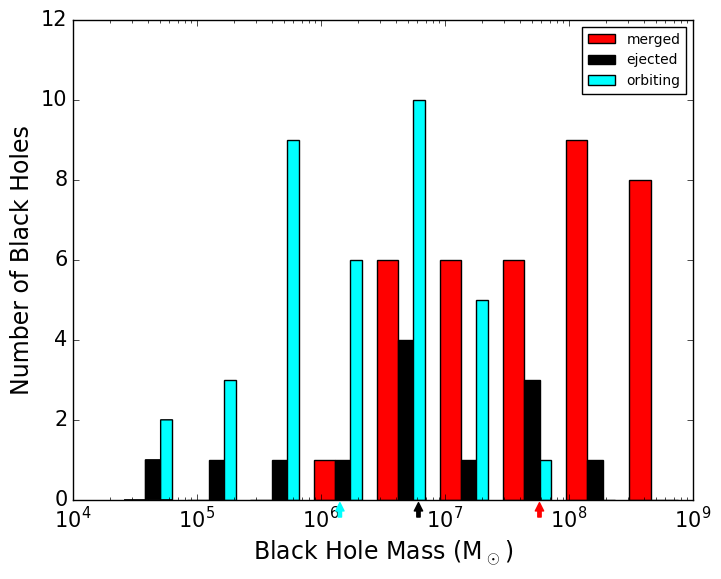 12
10
8
6
4
2
0
Number of Black Holes
merged
ejected
orbiting
10^4 10^5 10^6 10^7 10^8 10^9
Black Hole Mass (M_⊙)